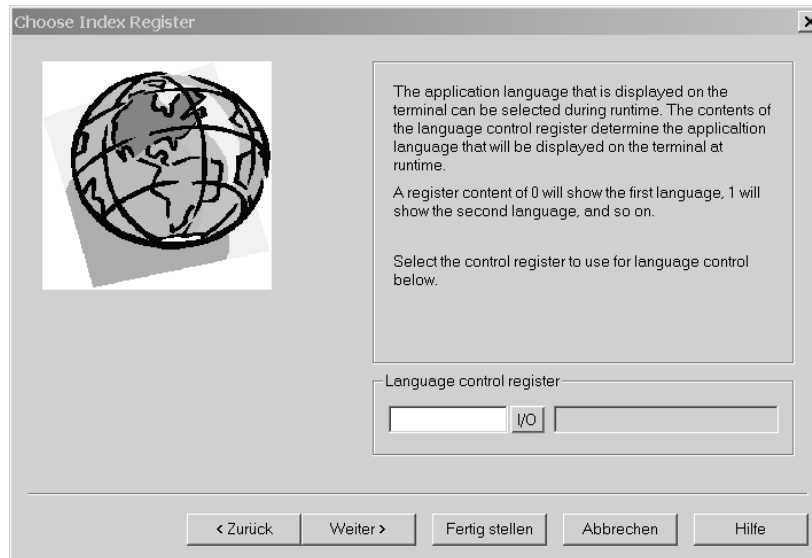 Choose Index Register
The application language that is displayed on the
terminal can be selected during runtime. The contents of
the language control register determine the applicaltion
language that will be displayed on the terminal at
runtime.
A register content of 0 will show the first language, 1 will
show the second language, and so on.
Select the control register to use for language control
below.
Language control register
I/O
< Zurück Weiter > Fertig stellen Abbrechen Hilfe